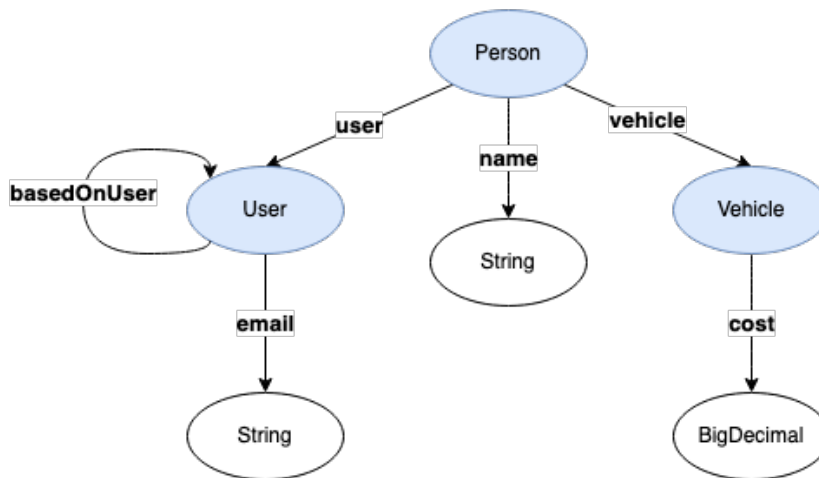 Person
user
vehicle
name
basedOnUser
User
Vehicle
String
email
cost
String
BigDecimal